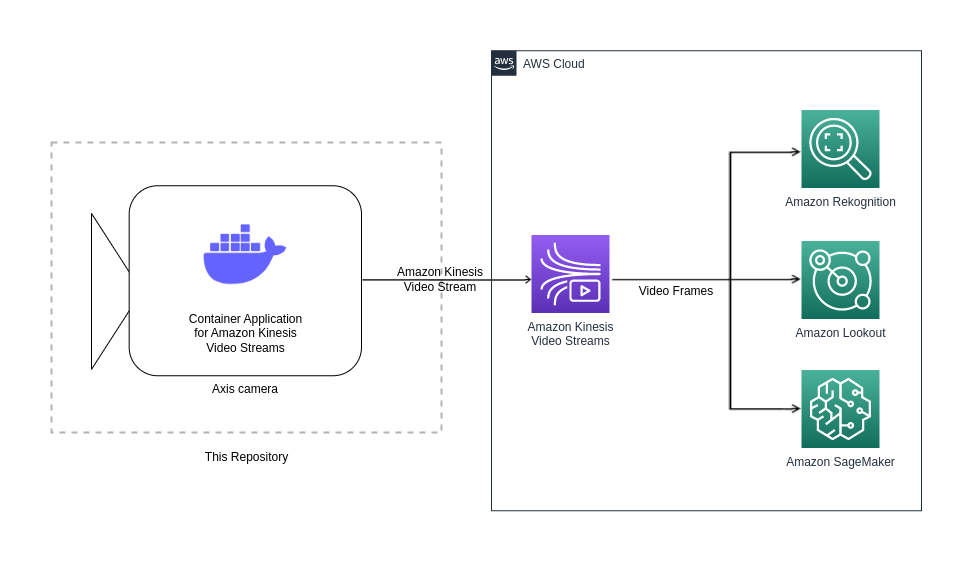 aws
AWS Cloud
Amazon Rekognition
Amazon Kinesis
Video Stream
Video Frames
Container Application
for Amazon Kinesis
Video Streams
Amazon Kinesis
Video Streams
Amazon Lookout
Axis camera
This Repository
Amazon SageMaker